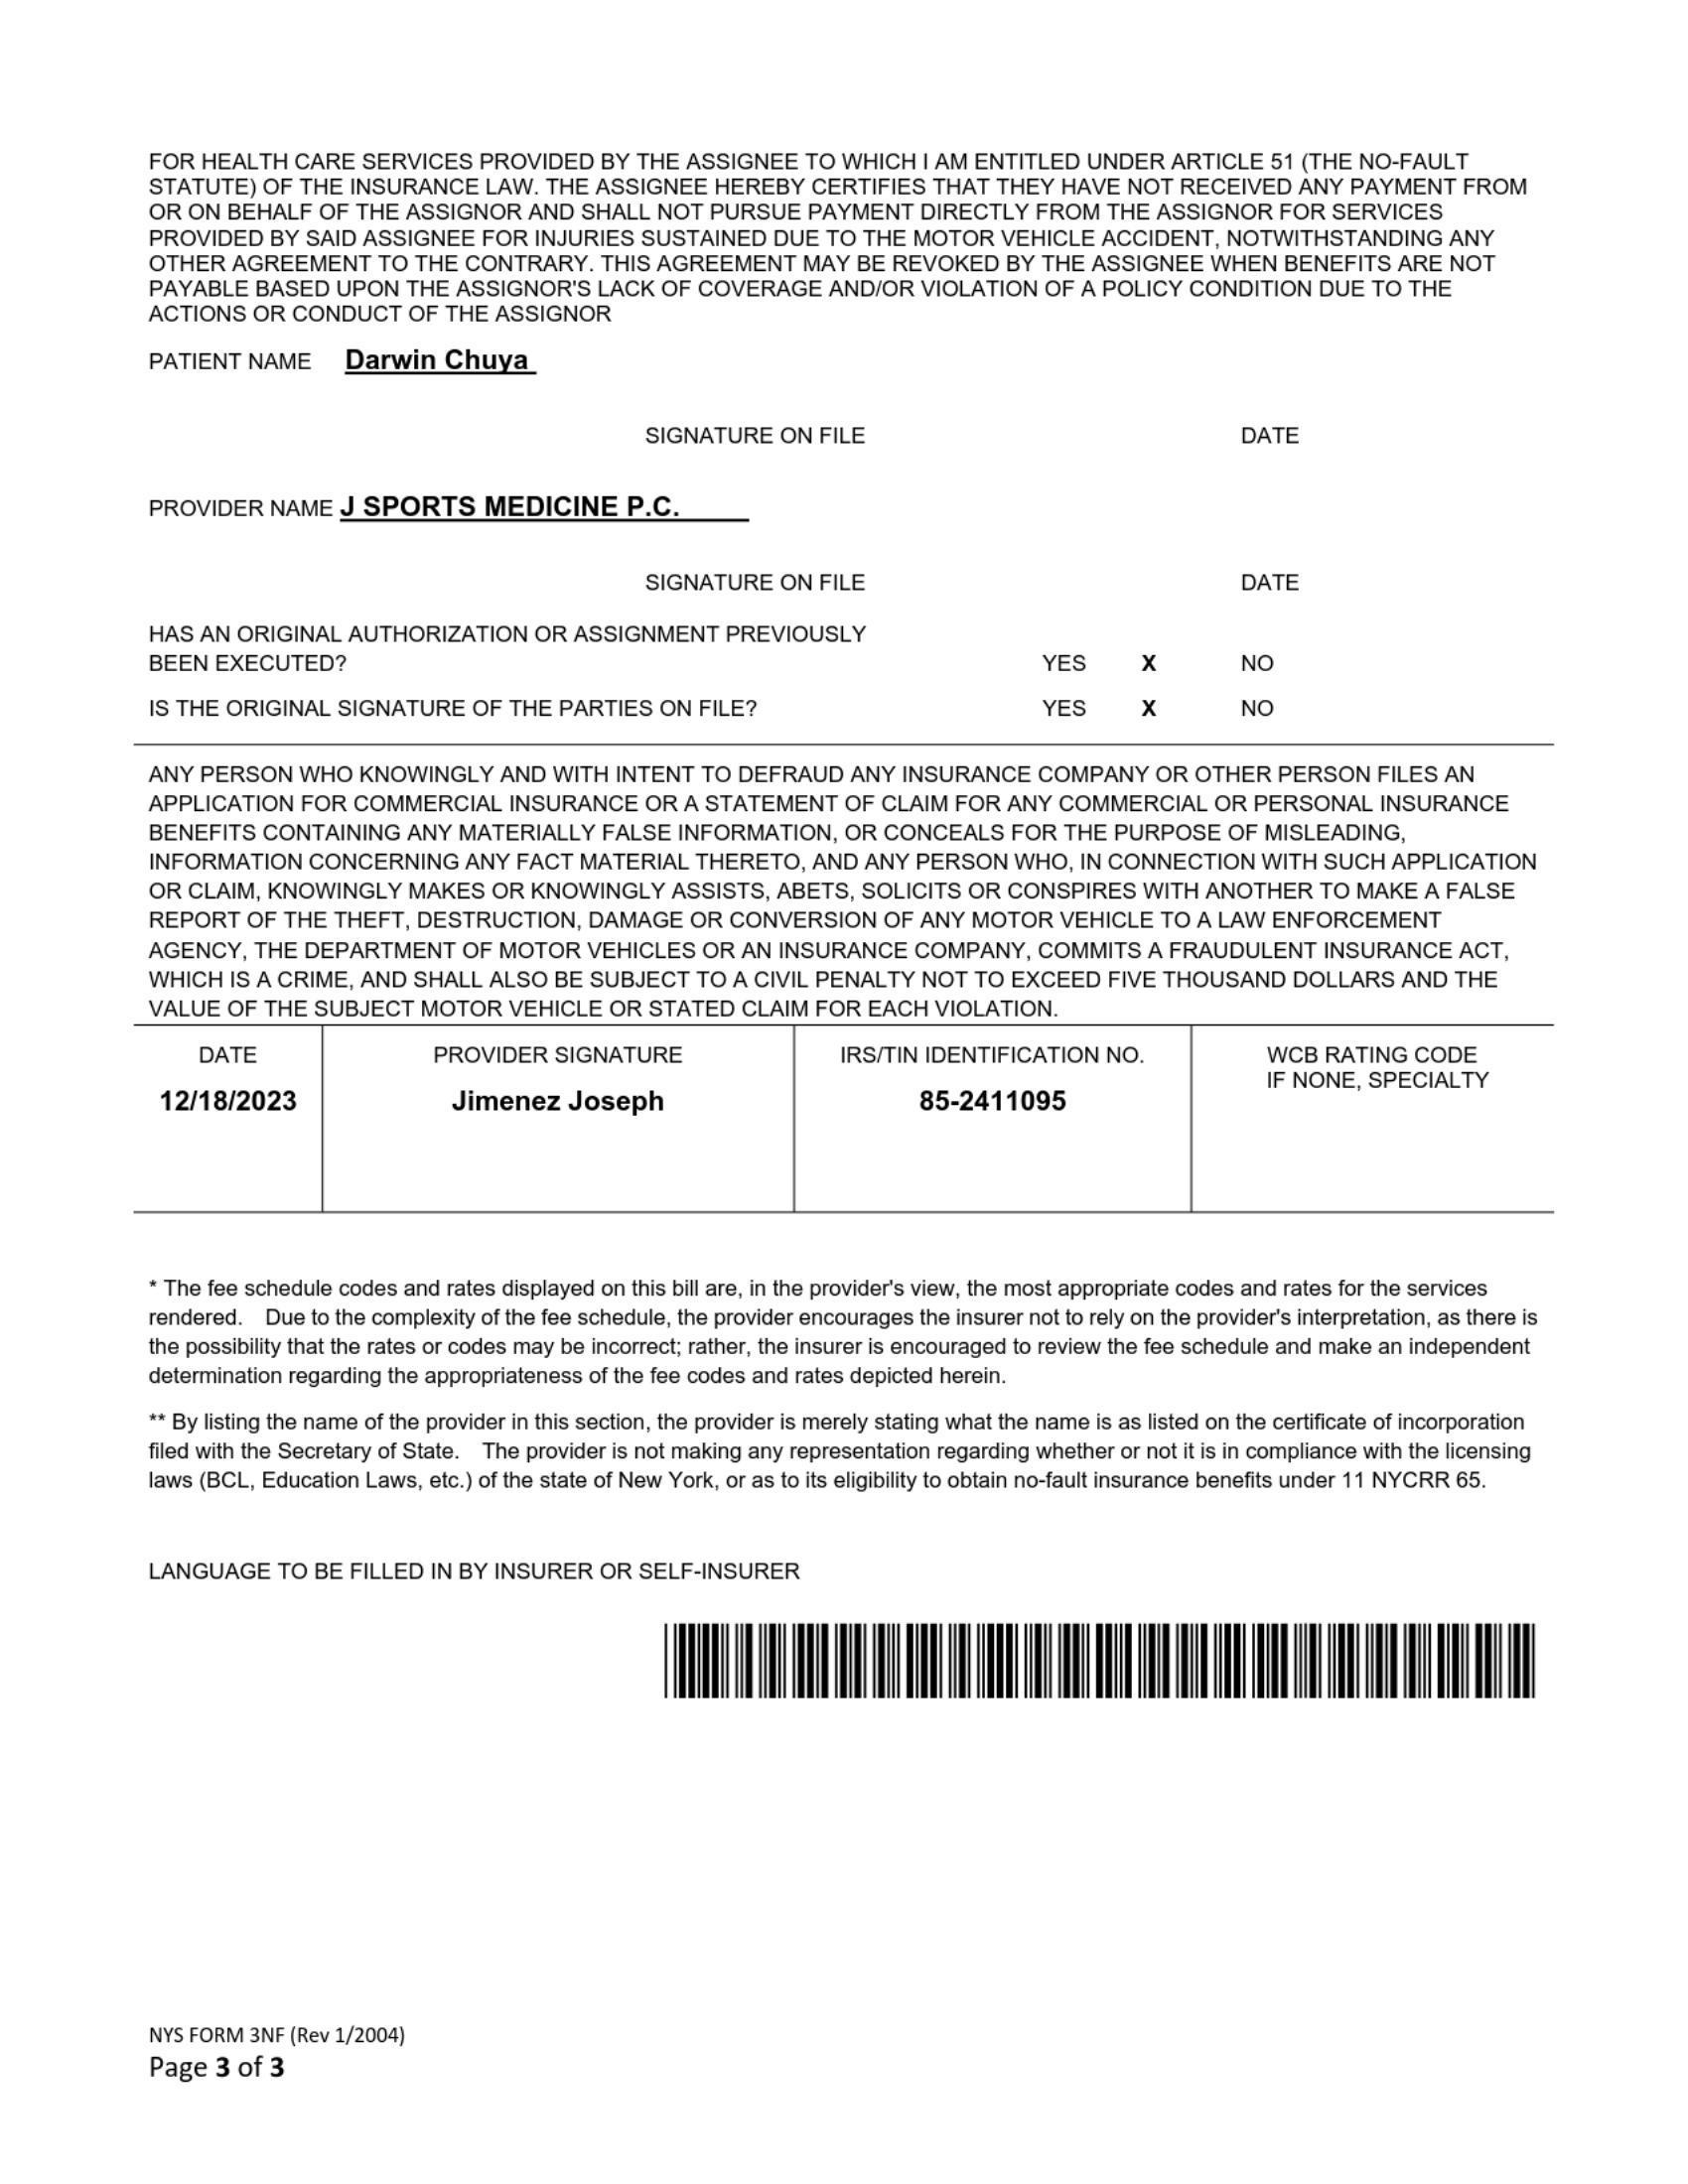 FOR HEALTH CARE SERVICES PROVIDED BY THE ASSIGNEE TO WHICH I AM ENTITLED UNDER ARTICLE 51 (THE NO-FAULT
STATUTE) OF THE INSURANCE LAW. THE ASSIGNEE HEREBY CERTIFIES THAT THEY HAVE NOT RECEIVED ANY PAYMENT FROM
OR ON BEHALF OF THE ASSIGNOR AND SHALL NOT PURSUE PAYMENT DIRECTLY FROM THE ASSIGNOR FOR SERVICES
PROVIDED BY SAID ASSIGNEE FOR INJURIES SUSTAINED DUE TO THE MOTOR VEHICLE ACCIDENT, NOTWITHSTANDING ANY
OTHER AGREEMENT TO THE CONTRARY. THIS AGREEMENT MAY BE REVOKED BY THE ASSIGNEE WHEN BENEFITS ARE NOT
PAYABLE BASED UPON THE ASSIGNOR'S LACK OF COVERAGE AND/OR VIOLATION OF A POLICY CONDITION DUE TO THE
ACTIONS OR CONDUCT OF THE ASSIGNOR
PATIENT NAME Darwin Chuya
SIGNATURE ON FILE DATE
PROVIDER NAME J SPORTS MEDICINE P.C.
SIGNATURE ON FILE DATE
HAS AN ORIGINAL AUTHORIZATION OR ASSIGNMENT PREVIOUSLY
BEEN EXECUTED? YES X NO
IS THE ORIGINAL SIGNATURE OF THE PARTIES ON FILE? YES X NO
ANY PERSON WHO KNOWINGLY AND WITH INTENT TO DEFRAUD ANY INSURANCE COMPANY OR OTHER PERSON FILES AN
APPLICATION FOR COMMERCIAL INSURANCE OR A STATEMENT OF CLAIM FOR ANY COMMERCIAL OR PERSONAL INSURANCE
BENEFITS CONTAINING ANY MATERIALLY FALSE INFORMATION, OR CONCEALS FOR THE PURPOSE OF MISLEADING,
INFORMATION CONCERNING ANY FACT MATERIAL THERETO, AND ANY PERSON WHO, IN CONNECTION WITH SUCH APPLICATION
OR CLAIM, KNOWINGLY MAKES OR KNOWINGLY ASSISTS, ABETS, SOLICITS OR CONSPIRES WITH ANOTHER TO MAKE A FALSE
REPORT OF THE THEFT, DESTRUCTION, DAMAGE OR CONVERSION OF ANY MOTOR VEHICLE TO A LAW ENFORCEMENT
AGENCY, THE DEPARTMENT OF MOTOR VEHICLES OR AN INSURANCE COMPANY, COMMITS A FRAUDULENT INSURANCE ACT,
WHICH IS A CRIME, AND SHALL ALSO BE SUBJECT TO A CIVIL PENALTY NOT TO EXCEED FIVE THOUSAND DOLLARS AND THE
VALUE OF THE SUBJECT MOTOR VEHICLE OR STATED CLAIM FOR EACH VIOLATION.
DATE PROVIDER SIGNATURE IRS/TIN IDENTIFICATION NO. WCB RATING CODE
IF NONE, SPECIALTY
12/18/2023 Jimenez Joseph 85-2411095
* The fee schedule codes and rates displayed on this bill are, in the provider's view, the most appropriate codes and rates for the services
rendered. Due to the complexity of the fee schedule, the provider encourages the insurer not to rely on the provider's interpretation, as there is
the possibility that the rates or codes may be incorrect; rather, the insurer is encouraged to review the fee schedule and make an independent
determination regarding the appropriateness of the fee codes and rates depicted herein.
** By listing the name of the provider in this section, the provider is merely stating what the name is as listed on the certificate of incorporation
filed with the Secretary of State. The provider is not making any representation regarding whether or not it is in compliance with the licensing
laws (BCL, Education Laws, etc.) of the state of New York, or as to its eligibility to obtain no-fault insurance benefits under 11 NYCRR 65.
LANGUAGE TO BE FILLED IN BY INSURER OR SELF-INSURER
NYS FORM 3NF (Rev 1/2004)
Page 3 of 3